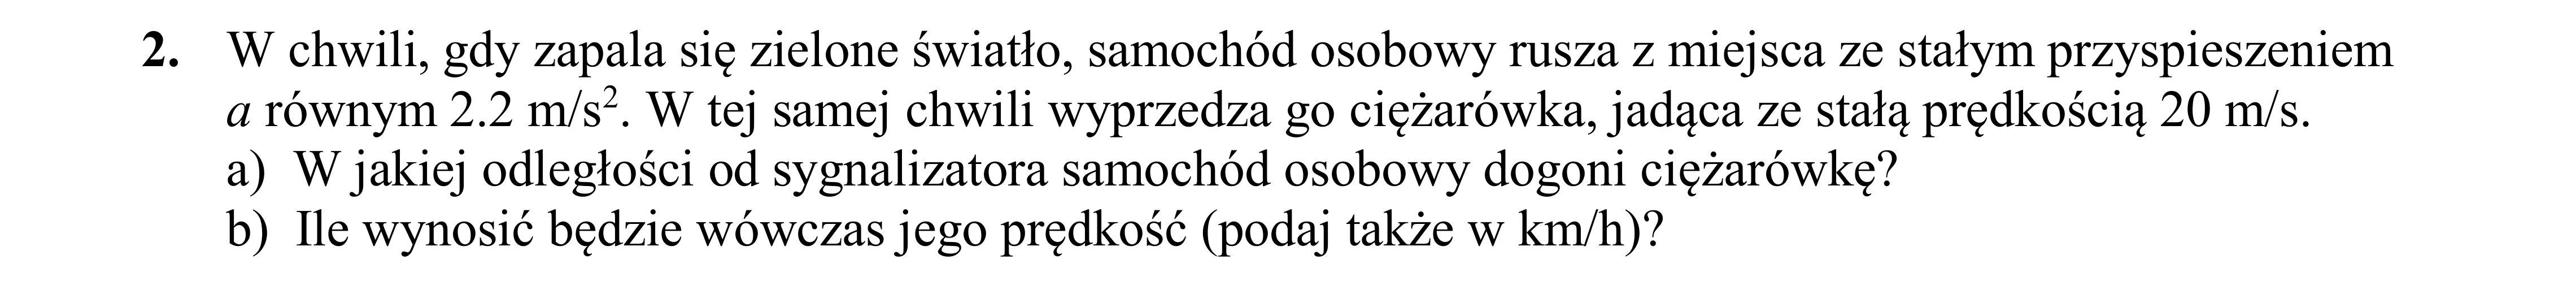 2. W chwili, gdy zapala się zielone światło, samochód osobowy rusza z miejsca ze stałym przyspieszeniem
a równym 2.2 m/s². W tej samej chwili wyprzedza go ciężarówka, jadąca ze stałą prędkością 20 m/s.
a) W jakiej odległości od sygnalizatora samochód osobowy dogoni ciężarówkę?
b) Ile wynosić będzie wówczas jego prędkość (podaj także w km/h)?